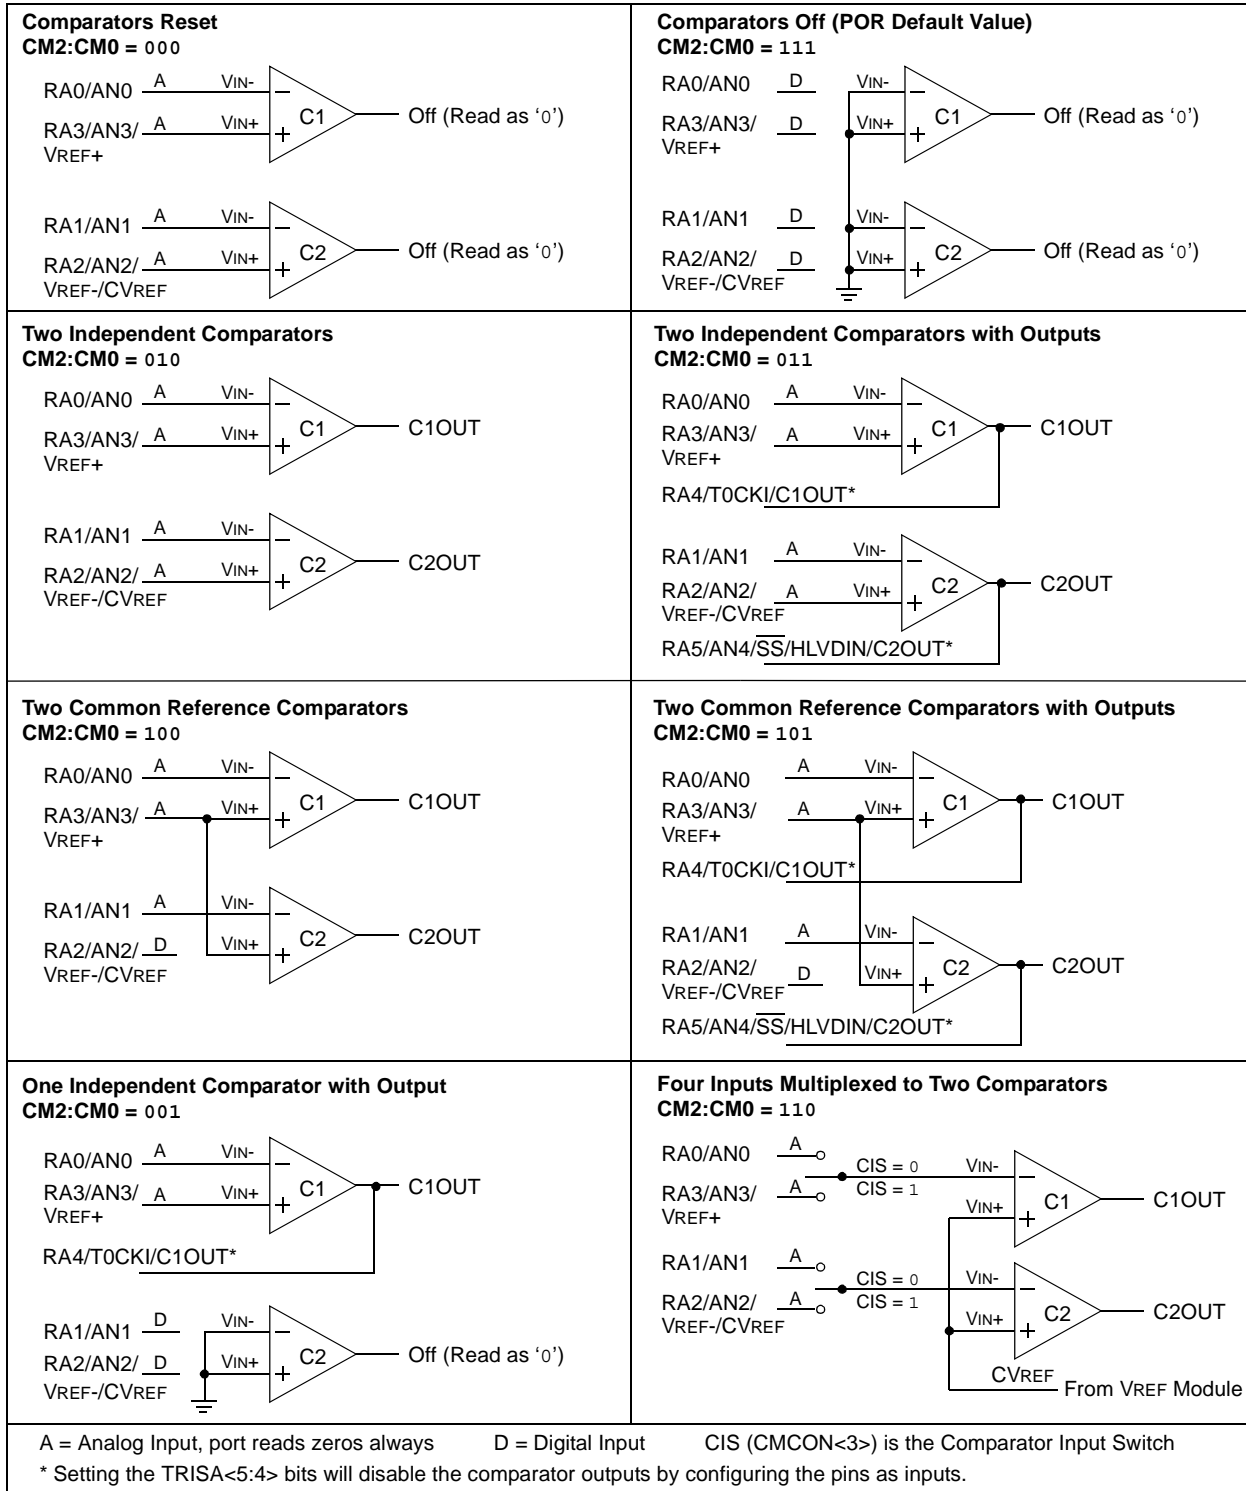 Comparators Reset
CM2:CM0 = 000
RA0/AN0 A VIN-
C1 Off (Read as ‘0’)
RA3/AN3/ A VIN+
VREF+
RA1/AN1 A VIN-
C2 Off (Read as ‘0’)
RA2/AN2/ A VIN+
VREF-/CVREF
Comparators Off (POR Default Value)
CM2:CM0 = 111
RA0/AN0 D VIN-
C1 Off (Read as ‘0’)
RA3/AN3/ D VIN+
VREF+
RA1/AN1 D VIN-
C2 Off (Read as ‘0’)
RA2/AN2/ D VIN+
VREF-/CVREF
Two Independent Comparators
CM2:CM0 = 010
RA0/AN0 A VIN-
C1 C1OUT
RA3/AN3/ A VIN+
VREF+
RA1/AN1 A VIN-
C2 C2OUT
RA2/AN2/ A VIN+
VREF-/CVREF
Two Independent Comparators with Outputs
CM2:CM0 = 011
RA0/AN0 A VIN-
C1 C1OUT
RA3/AN3/ A VIN+
VREF+
RA4/T0CKI/C1OUT*
RA1/AN1 A VIN-
C2 C2OUT
RA2/AN2/ A VIN+
VREF-/CVREF
RA5/AN4/SS/HLVDIN/C2OUT*
Two Common Reference Comparators
CM2:CM0 = 100
RA0/AN0 A VIN-
C1 C1OUT
RA3/AN3/ A VIN+
VREF+
RA1/AN1 A VIN-
C2 C2OUT
RA2/AN2/ D VIN+
VREF-/CVREF
Two Common Reference Comparators with Outputs
CM2:CM0 = 101
RA0/AN0 A VIN-
C1 C1OUT
RA3/AN3/ A VIN+
VREF+
RA4/T0CKI/C1OUT*
RA1/AN1 A VIN-
C2 C2OUT
RA2/AN2/ D VIN+
VREF-/CVREF
RA5/AN4/SS/HLVDIN/C2OUT*
One Independent Comparator with Output
CM2:CM0 = 001
RA0/AN0 A VIN-
C1 C1OUT
RA3/AN3/ A VIN+
VREF+
RA4/T0CKI/C1OUT*
RA1/AN1 D VIN-
C2 Off (Read as ‘0’)
RA2/AN2/ D VIN+
VREF-/CVREF
Four Inputs Multiplexed to Two Comparators
CM2:CM0 = 110
RA0/AN0 A CIS = 0 VIN-
RA3/AN3/ A CIS = 1 C1 C1OUT
VREF+ VIN+
RA1/AN1 A CIS = 0 VIN-
RA2/AN2/ A CIS = 1 C2 C2OUT
VREF-/CVREF VIN+
CVREF
From VREF Module
A = Analog Input, port reads zeros always D = Digital Input CIS (CMCON<3>) is the Comparator Input Switch
* Setting the TRISA<5:4> bits will disable the comparator outputs by configuring the pins as inputs.